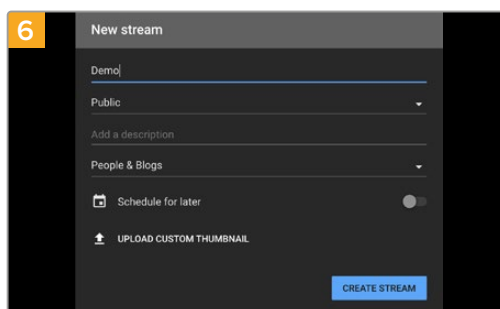 6
New stream
Demo
Public
Add a description
People & Blogs
Schedule for later
UPLOAD CUSTOM THUMBNAIL
CREATE STREAM